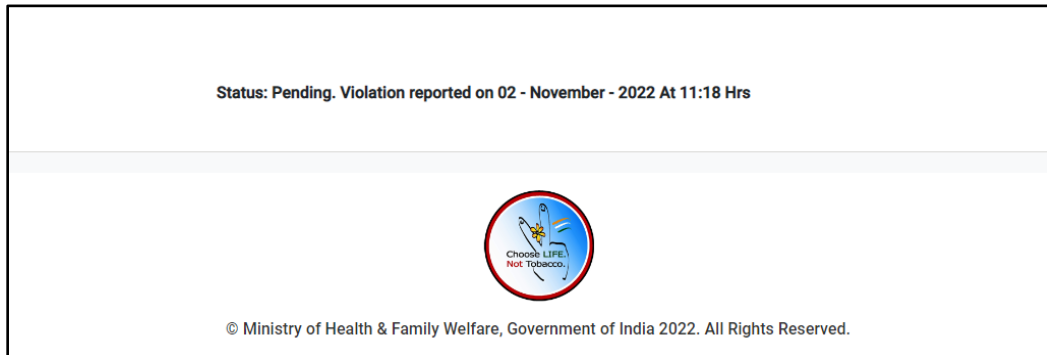 Status: Pending. Violation reported on 02 - November - 2022 At 11:18 Hrs
Choose LIFE.
Not Tobacco.
© Ministry of Health & Family Welfare, Government of India 2022. All Rights Reserved.